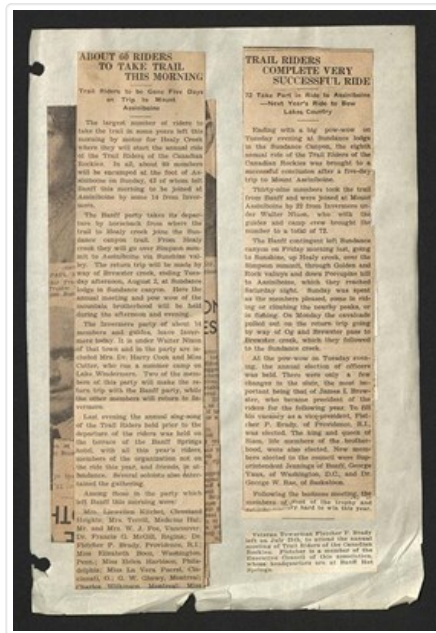 ABOUT 60 RIDERS
TO TAKE TRAIL
THIS MORNING
Trail Riders to be Gone Five Days
on Trip to Mount
Assiniboine
The largest number of riders to
take the trail in some years left this
morning by motor for Healy Creek
where they will start the annual ride
of the Trail Riders of the Canadian
Rockies. In all, about 60 members
will be encamped at the foot of As-
siniboine on Sunday, 42 of whom left
Banff this morning to be joined at
Assiniboine by some 14 from Inver-
mere.
The Banff party takes its depar-
ture by horseback from where the
trail to Healy creek joins the Sun-
dance canyon trail. From Healy
creek they will go over Simpson sum-
mit to Assiniboine via Sunshine val-
ley. The return trip will be made by
way of Brewster creek, ending Tues-
day afternoon, August 2, at Sundance
lodge in Sundance canyon. Here the
annual meeting and pow wow of the
mountain brotherhood will be held
during the afternoon and evening.
The Invermere party of about 14
members and guides, leave Inver-
mere today. It is under Walter Nixon
of that town and in the party are in-
cluded Mrs. Dr. Harry Cook and Miss
Cutter, who run a summer camp on
Lake Windermere. Two of the mem-
bers of this party will make the re-
turn trip with the Banff party, while
the other members will return to In-
vermere.
Last evening the annual sing-song
of the Trail Riders held prior to the
departure of the riders was held on
the terrace of the Banff Springs
hotel, with all this year's riders,
members of the organization not on
the ride this year, and friends, in at-
tendance. Several soloists also enter-
tained the gathering.
Among those in the party which
left Banff this morning were:
Mrs. Llewellen Kitchen, Cleveland
Heights; Mrs. Terrill, Medicine Hat;
Mr. and Mrs. W. J. Fox, Vancouver;
Dr. Francis G. McGill, Regina; Dr.
Fletcher P. Brady, Providence, R.I.;
Miss Elizabeth Washington,
Penn.; Miss Helen Harbison, Phila-
delphia; Miss La Vera Cin-
cinnati, O.; G. W. Montreal;
Charles Montreal; Miss
TRAIL RIDERS
COMPLETE VERY
SUCCESSFUL RIDE
72 Take Part in Ride to Assiniboine
—Next Year's Ride to Bow
Lakes Country
Ending with a big pow-wow on
Tuesday evening at Sundance lodge
in the Sundance Canyon, the eighth
annual ride of the Trail Riders of the
Canadian Rockies was brought to a
successful conclusion after a five-day
trip to Mount Assiniboine.
Thirty-nine members took the trail
from Banff and were joined at Mount
Assiniboine by 22 from Invermere un-
der Walter Nixon, who with the
guides and camp crew brought the
number to a total of 72.
The Banff contingent left Sundance
canyon on Friday morning last, going
to Sunshine, up Healy creek, over the
Simpson summit, through Golden and
Rock valleys and down Porcupine hill
to Assiniboine, which they reached
Saturday night. Sunday was spent
as the members pleased, some in rid-
ing or climbing the nearby peaks, or
in fishing. On Monday the cavalcade
pulled out on the return trip going
by way of Og and Brewster pass to
Brewster creek, which they followed
to the Sundance camp.
At the pow-wow on Tuesday even-
ing, the annual election of officers
was held. There were only a few
changes in the slate, the most im-
portant being that of James I. Brew-
ster, who became president of the
riders for the following year. To fill
his vacancy as a vice-president, Flet-
cher P. Brady, of Providence, R.I.,
was elected. The king and queen of
Siam, life members of the brother-
hood, were also elected. New mem-
bers elected to the council were Sup-
erintendent Jennings of Banff, George
Vaux, of Washington, D.C., and Dr.
George W. Rae, of Saskatoon.
Following the business meeting, the
members of of the trophy and
hard to win this year.
Fletcher P. Brady
left on July 29th, to attend the annual
meeting of Trail Riders of the Canadian
Rockies. Fletcher is a member of the
Executive Council of this association,
whose headquarters are at Banff Hot
Springs.